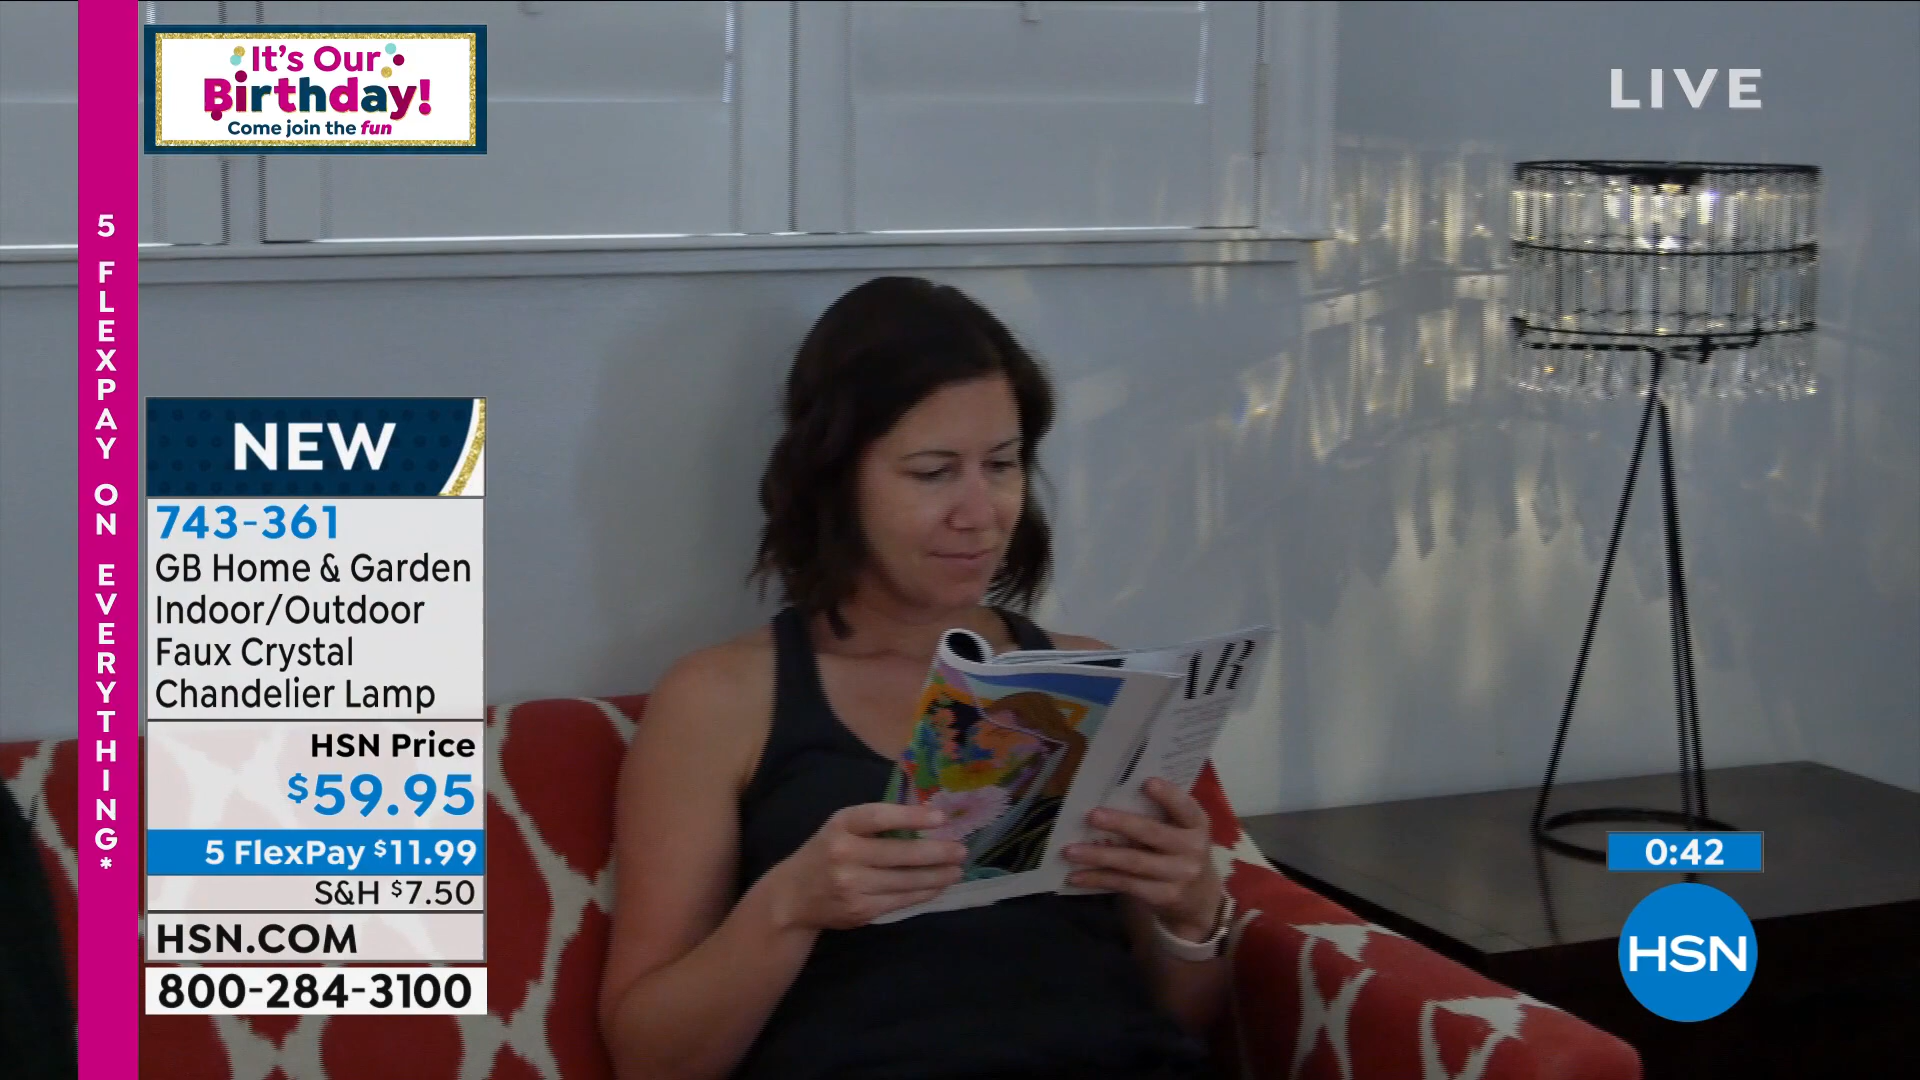 It's Our
Birthday!
Come join the fun
LIVE
5 FLEXPAY ON EVERYTHING*
NEW
743-361
GB Home & Garden
Indoor/Outdoor
Faux Crystal
Chandelier Lamp
HSN Price
$59.95
5 FlexPay $11.99
S&H $7.50
HSN.COM
800-284-3100
0:42
HSN